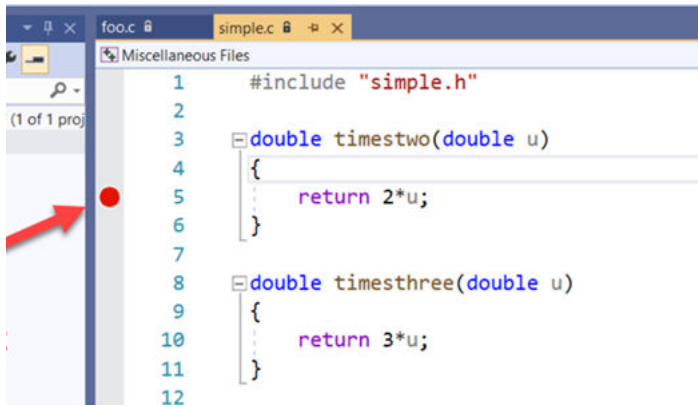 foo.c
simple.c
Miscellaneous Files
(1 of 1 proj
1 #include "simple.h"
2
3 double timestwo(double u)
4 {
5 return 2*u;
6 }
7
8 double timesthree(double u)
9 {
10 return 3*u;
11 }
12